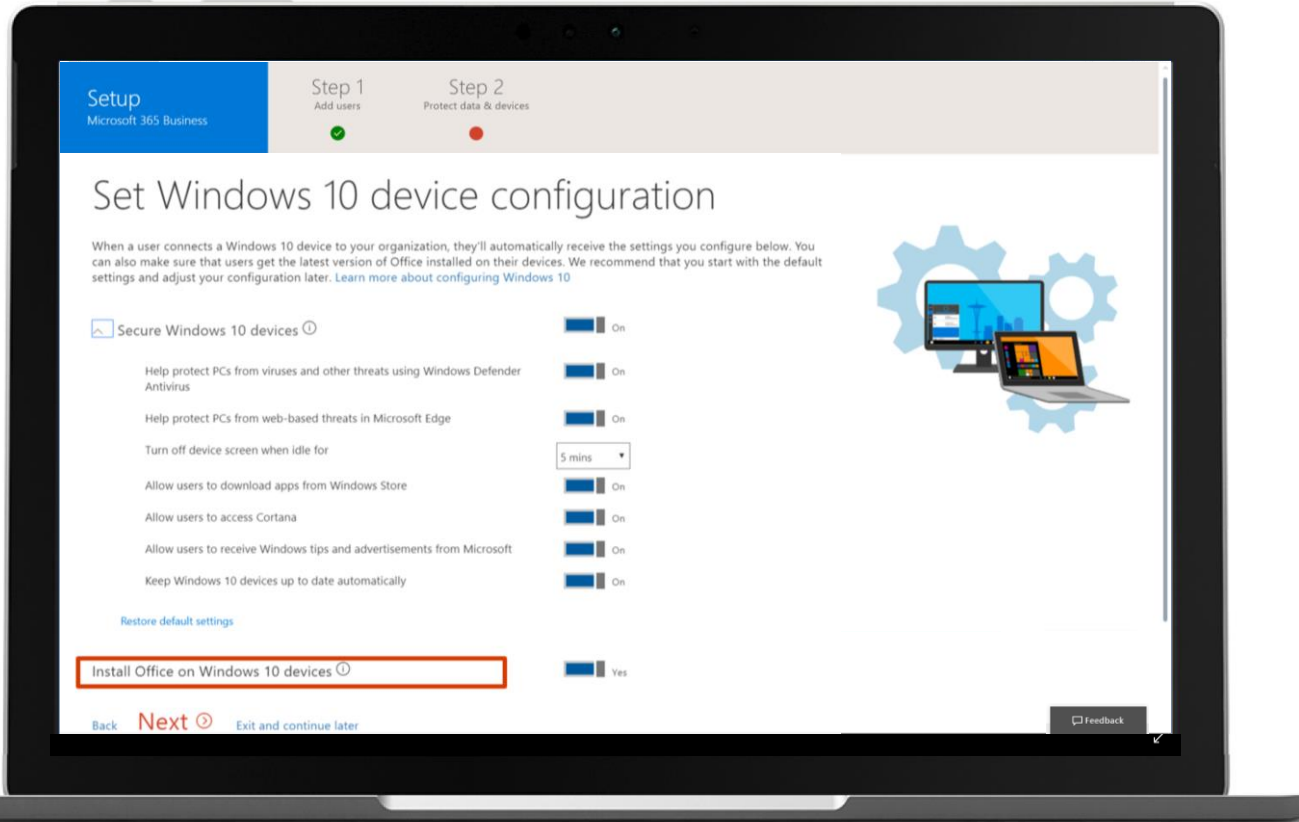 Setup
Microsoft 365 Business
Step 1
Add users
Step 2
Protect data & devices
Set Windows 10 device configuration
When a user connects a Windows 10 device to your organization, they'll automatically receive the settings you configure below. You
can also make sure that users get the latest version of Office installed on their devices. We recommend that you start with the default
settings and adjust your configuration later. Learn more about configuring Windows 10
Secure Windows 10 devices
On
Help protect PCs from viruses and other threats using Windows Defender
Antivirus
On
Help protect PCs from web-based threats in Microsoft Edge
On
Turn off device screen when idle for
5 mins
Allow users to download apps from Windows Store
On
Allow users to access Cortana
On
Allow users to receive Windows tips and advertisements from Microsoft
On
Keep Windows 10 devices up to date automatically
On
Restore default settings
Install Office on Windows 10 devices
Yes
Back
Next
Exit and continue later
Feedback